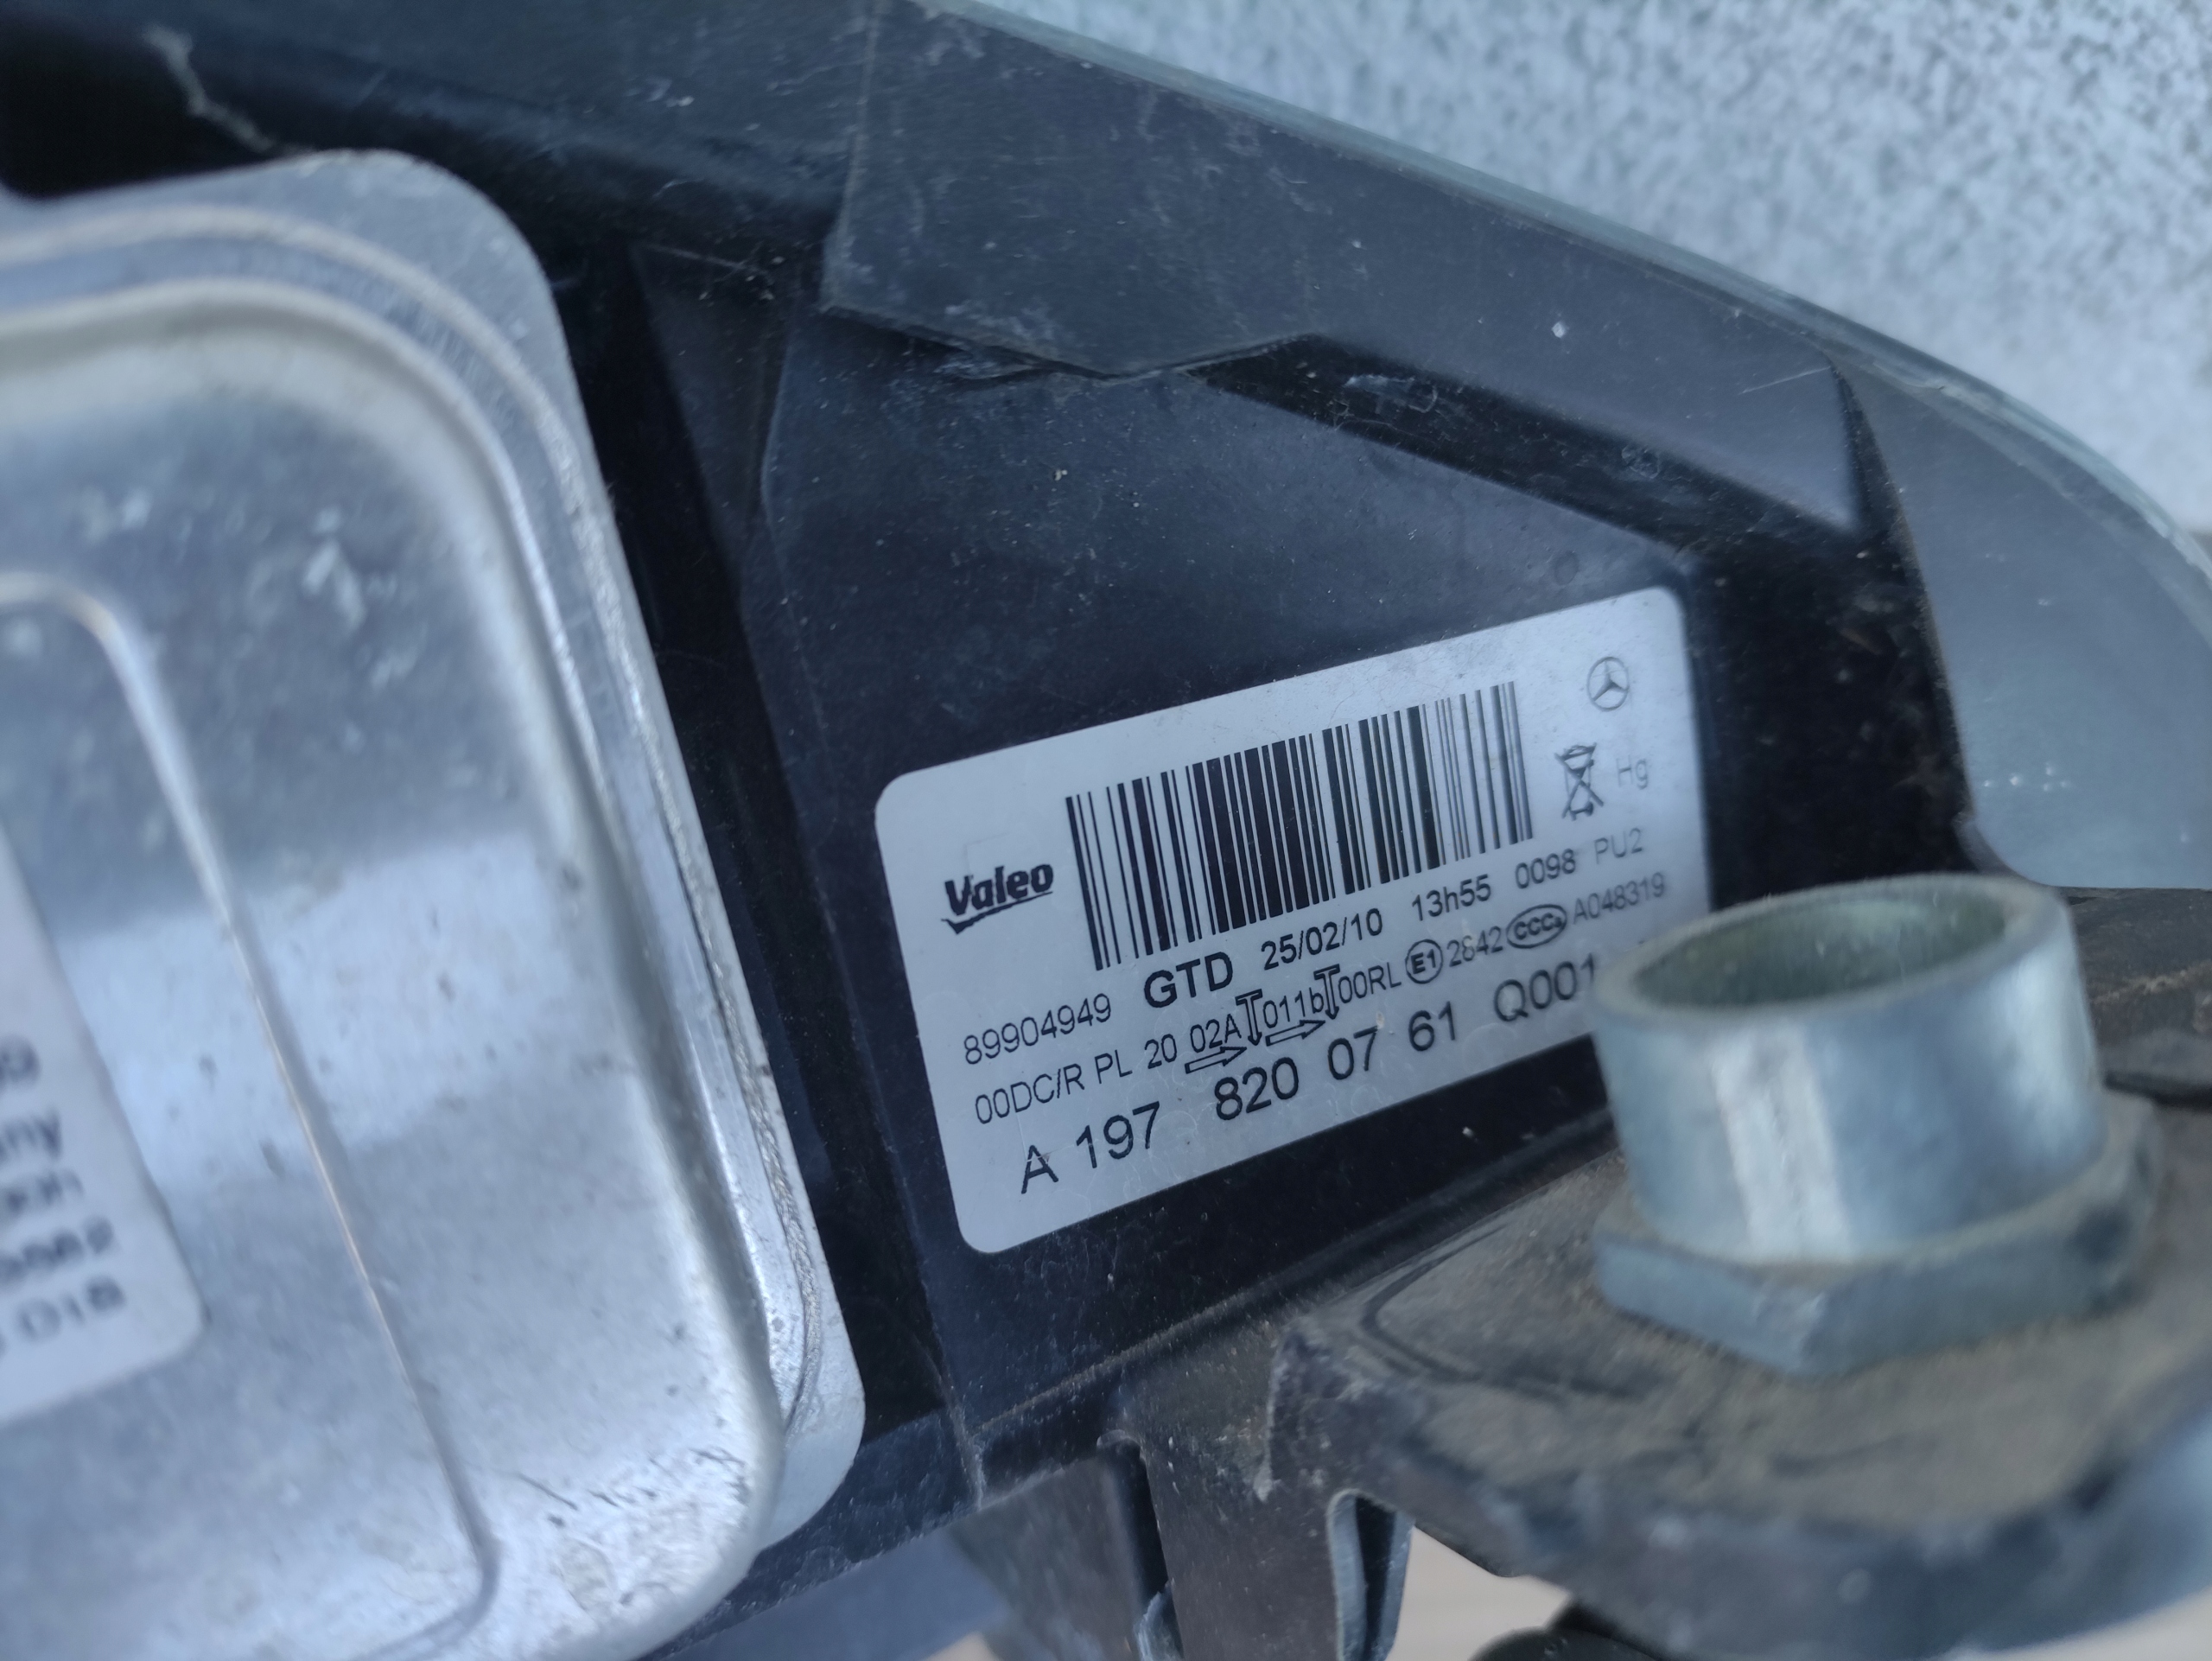 Valeo
Hg
89904949 GTD 25/02/10 13h55 0098 PU2
00DC/R PL 20 02A 011b 00RL E1 2842 CCC A048319
A 197 820 07 61 Q001